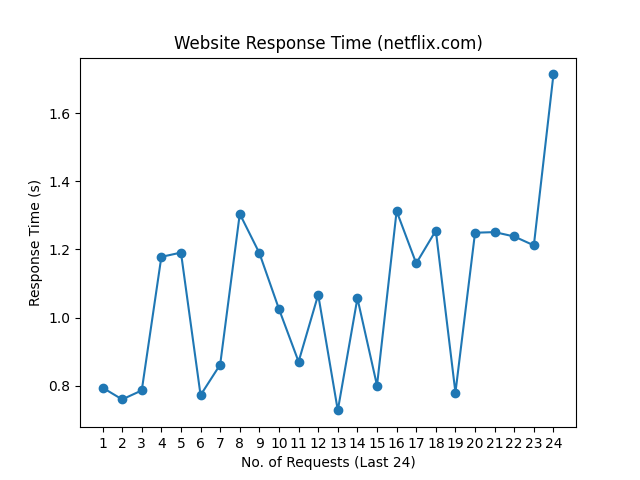 Website Response Time (netflix.com)
Response Time (s)
1.6
1.4
1.2
1.0
0.8
1 2 3 4 5 6 7 8 9 10 11 12 13 14 15 16 17 18 19 20 21 22 23 24
No. of Requests (Last 24)